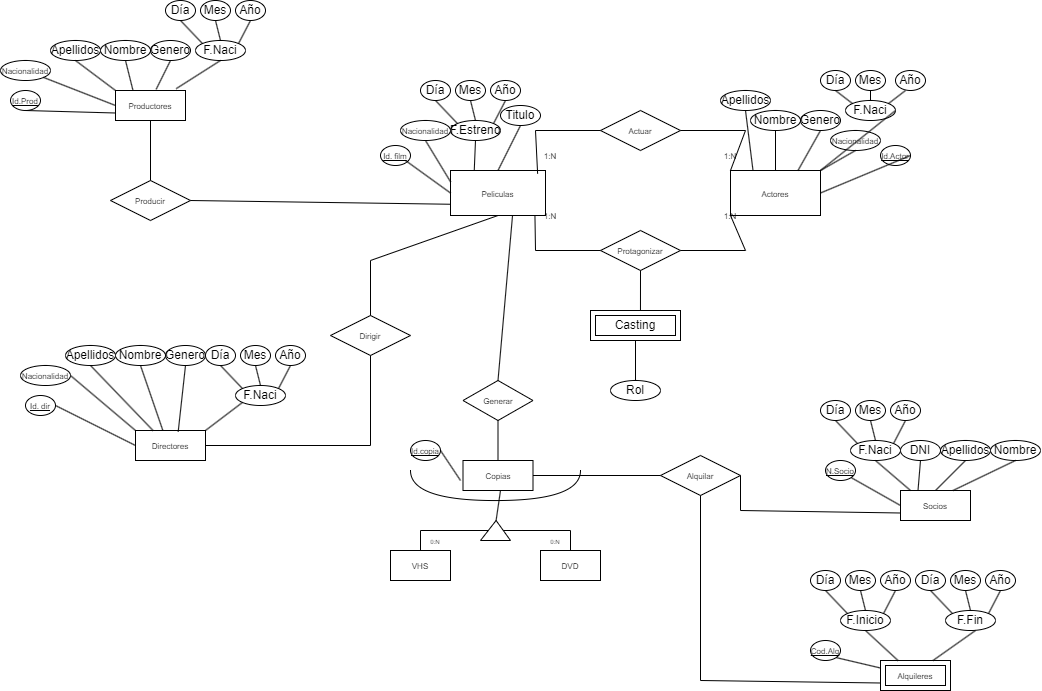 Día Mes Año
Apellidos Nombre Genero F.Naci
Nacionalidad
Id.Prod
Productores
Producir
Día Mes Año
Titulo
Nacionalidad F.Estreno
Id. film
Peliculas
1:N
1:N
Actuar
1:N
1:N
Protagonizar
Casting
Rol
Día Mes Año
Apellidos
F.Naci
Nombre Genero
Nacionalidad
Id.Actor
Actores
Dirigir
Apellidos Nombre Genero Día Mes Año
Nacionalidad
F.Naci
Id. dir
Directores
Generar
Id.copia
Copias
0:N
0:N
VHS
DVD
Alquilar
Día Mes Año
F.Naci DNI Apellidos Nombre
N.Socio
Socios
Día Mes Año Día Mes Año
F.Inicio F.Fin
Cod.Alq
Alquileres